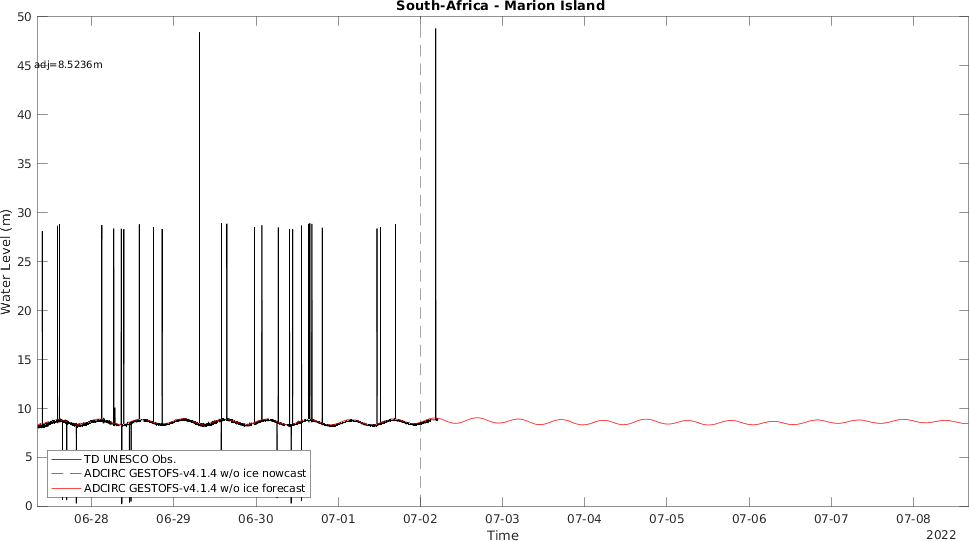 South-Africa - Marion Island
50
45
40
35
30
25
20
15
10
5
0
adj=8.5236m
Water Level (m)
TD UNESCO Obs.
ADCIRC GESTOFS-v4.1.4 w/o ice nowcast
ADCIRC GESTOFS-v4.1.4 w/o ice forecast
06-28 06-29 06-30 07-01 07-02 07-03 07-04 07-05 07-06 07-07 07-08
Time
2022